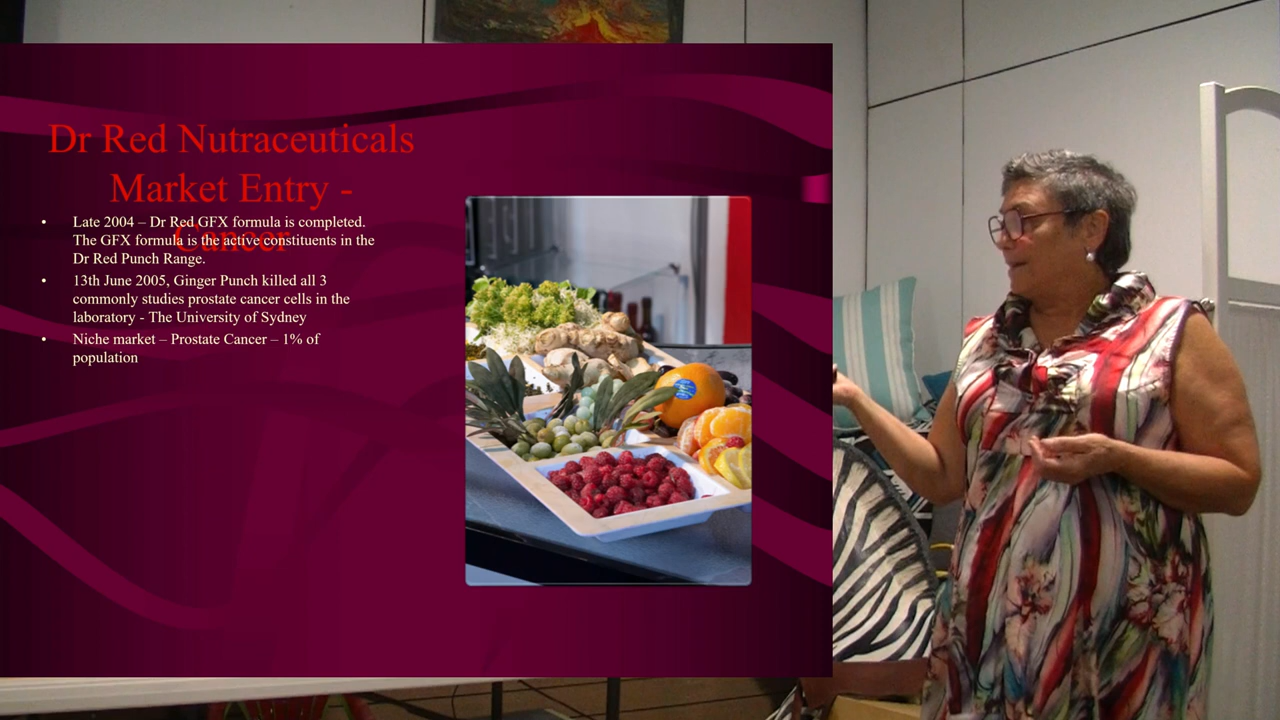 Dr Red Nutraceuticals
Market Entry -
Cancer
• Late 2004 – Dr Red GFX formula is completed.
The GFX formula is the active constituents in the
Dr Red Punch Range.
• 13th June 2005, Ginger Punch killed all 3
commonly studies prostate cancer cells in the
laboratory - The University of Sydney
• Niche market – Prostate Cancer – 1% of
population